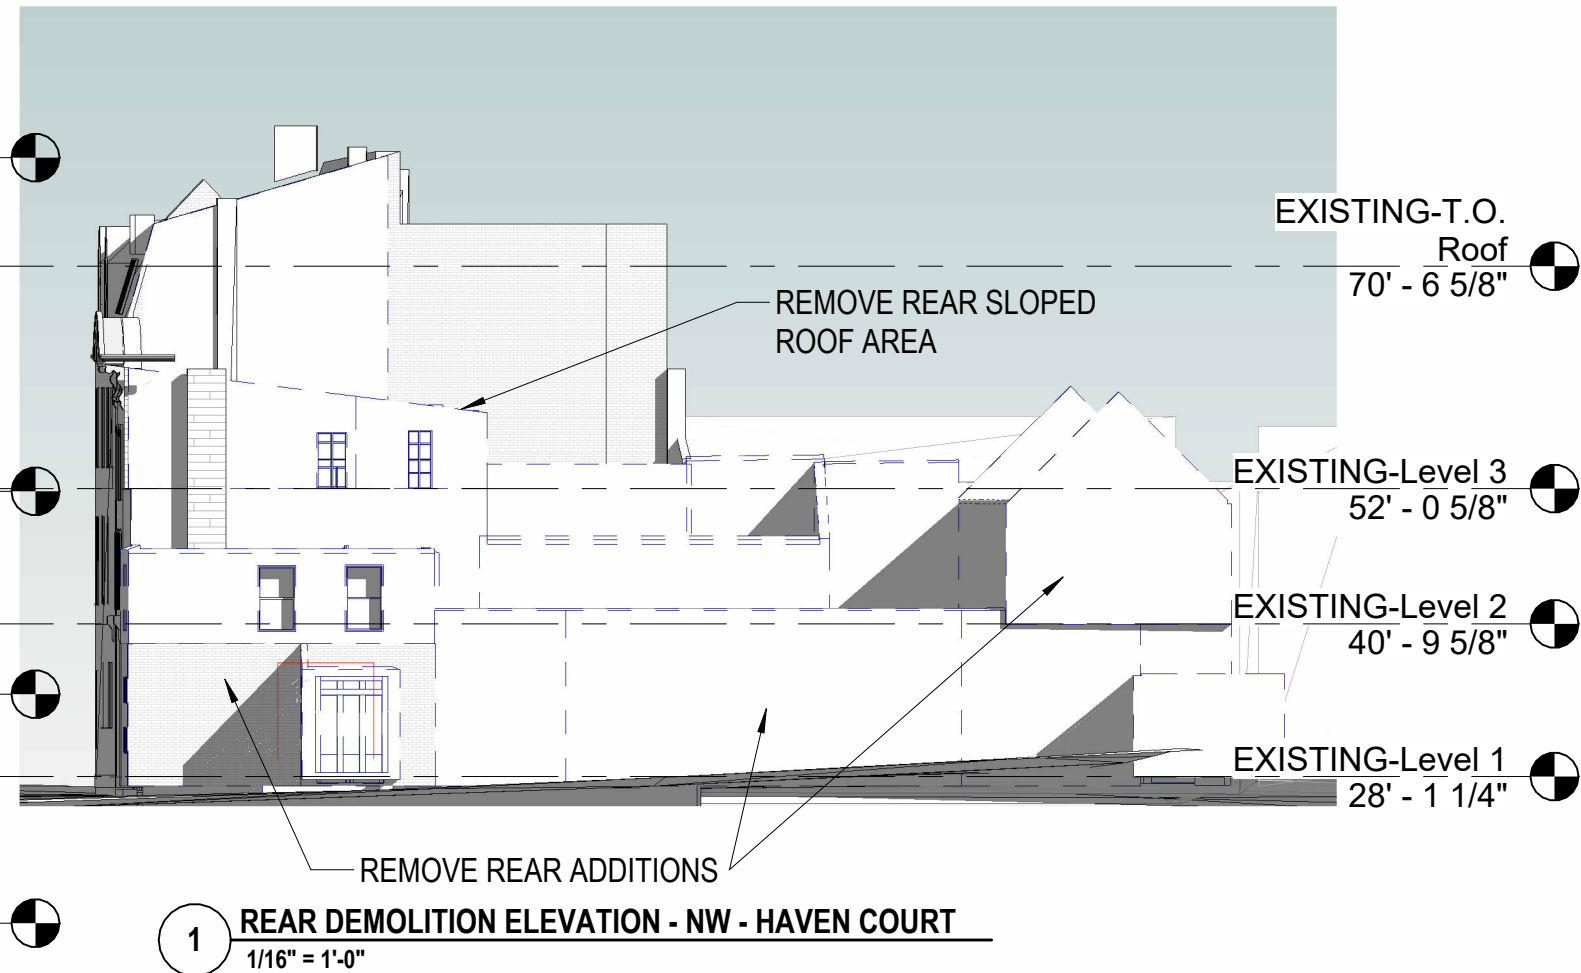 EXISTING-T.O.
Roof
70' - 6 5/8"
REMOVE REAR SLOPED
ROOF AREA
EXISTING-Level 3
52' - 0 5/8"
EXISTING-Level 2
40' - 9 5/8"
EXISTING-Level 1
28' - 1 1/4"
REMOVE REAR ADDITIONS
1
REAR DEMOLITION ELEVATION - NW - HAVEN COURT
1/16" = 1'-0"